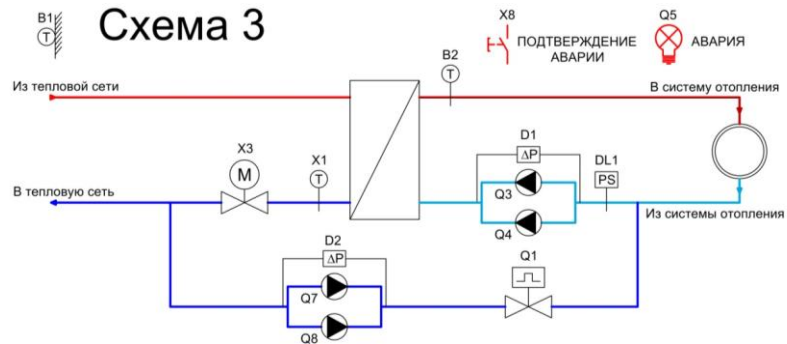 Схема 3
B1
T
X8
ПОДТВЕРЖДЕНИЕ
АВАРИИ
Q5
АВАРИЯ
B2
T
Из тепловой сети
В систему отопления
X3
M
X1
T
D1
ΔP
DL1
PS
Q3
Q4
В тепловую сеть
Из системы отопления
D2
ΔP
Q1
Q7
Q8